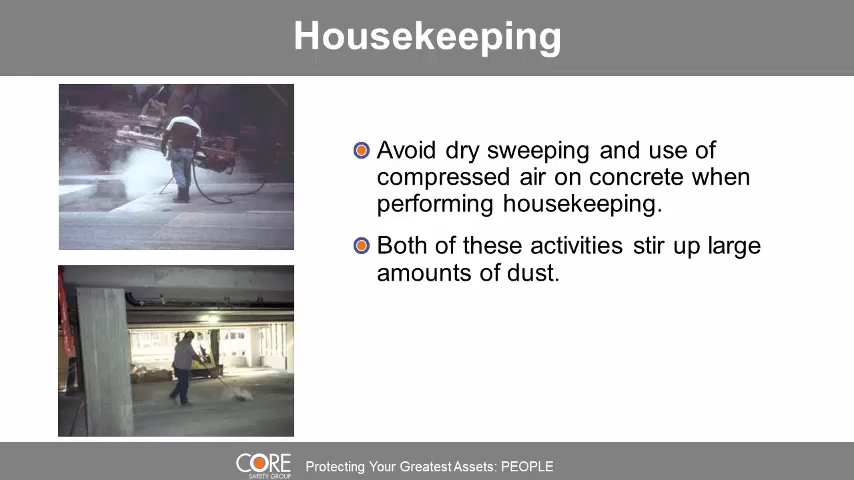 Housekeeping
Avoid dry sweeping and use of
compressed air on concrete when
performing housekeeping.
Both of these activities stir up large
amounts of dust.
CORE
SAFETY GROUP
Protecting Your Greatest Assets: PEOPLE